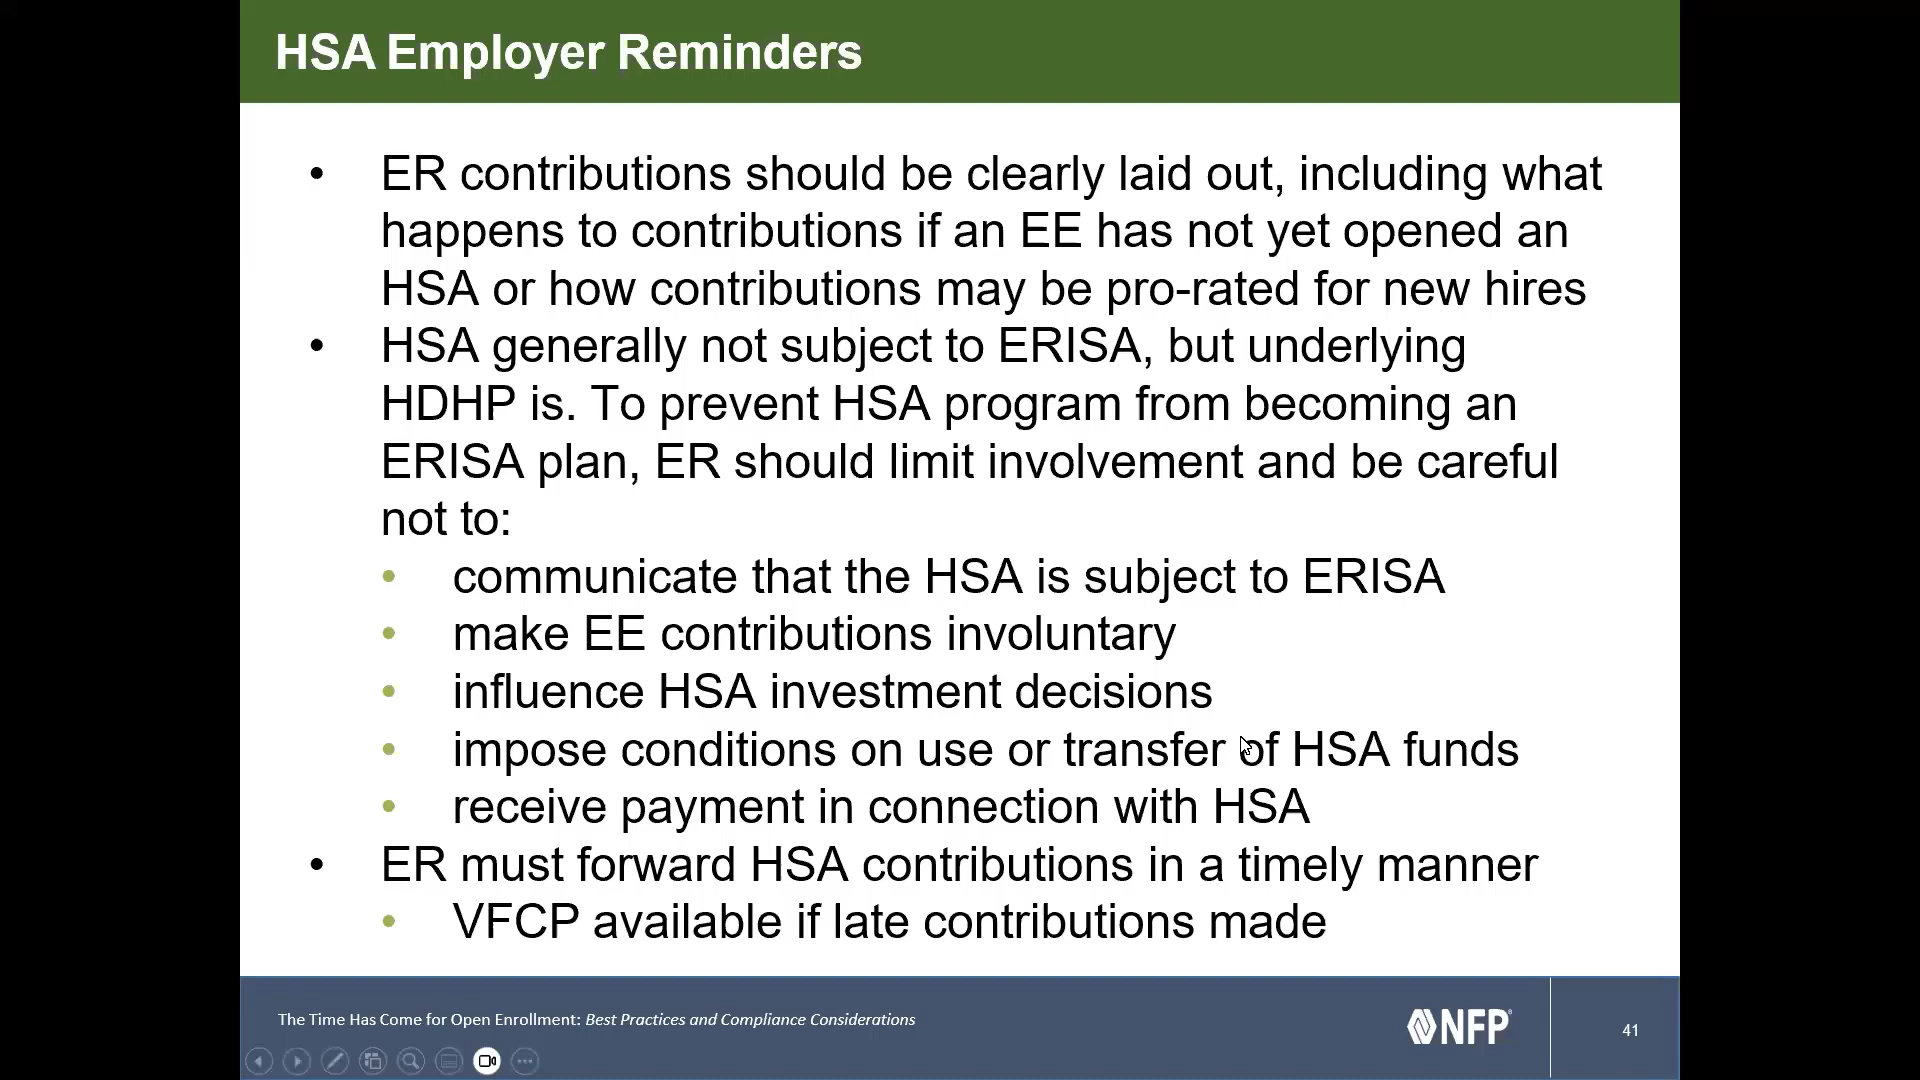 HSA Employer Reminders
• ER contributions should be clearly laid out, including what
happens to contributions if an EE has not yet opened an
HSA or how contributions may be pro-rated for new hires
• HSA generally not subject to ERISA, but underlying
HDHP is. To prevent HSA program from becoming an
ERISA plan, ER should limit involvement and be careful
not to:
• communicate that the HSA is subject to ERISA
• make EE contributions involuntary
• influence HSA investment decisions
• impose conditions on use or transfer of HSA funds
• receive payment in connection with HSA
• ER must forward HSA contributions in a timely manner
• VFCP available if late contributions made
The Time Has Come for Open Enrollment: Best Practices and Compliance Considerations
NFP®
41